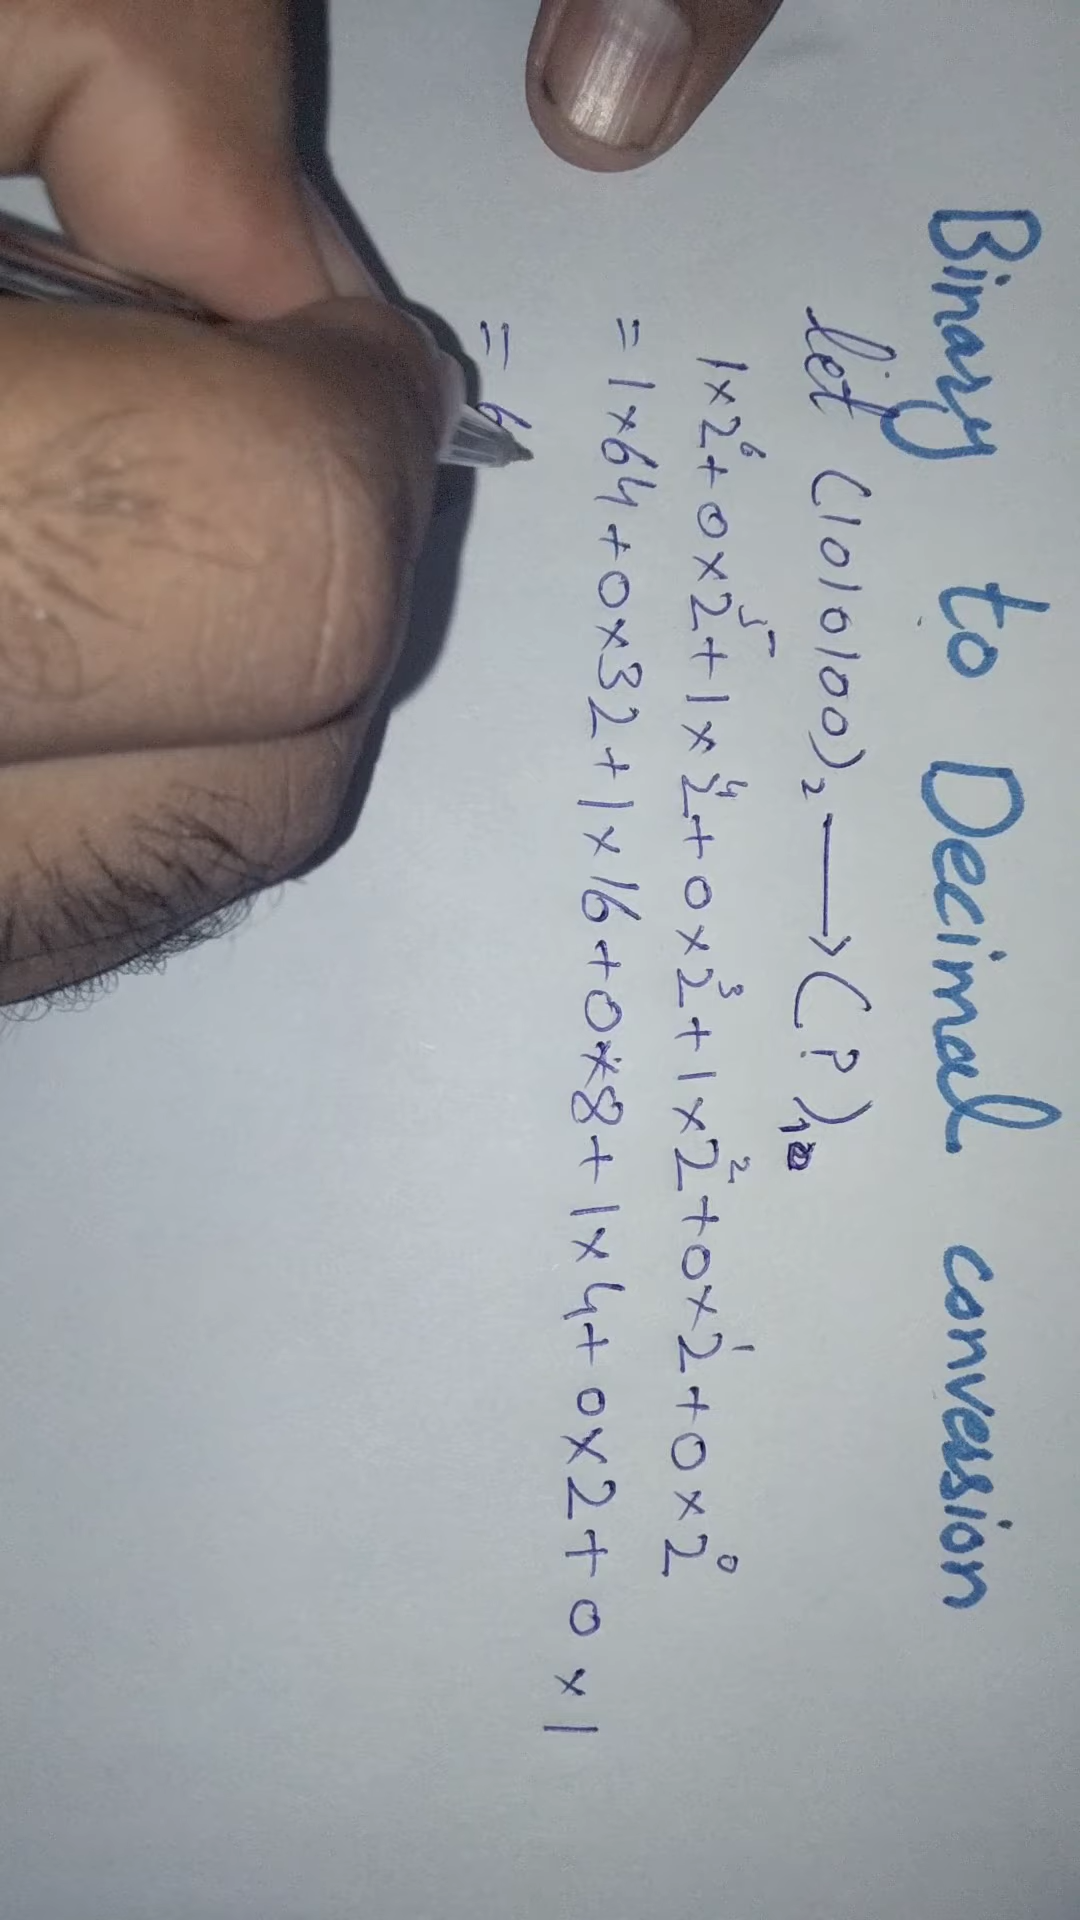 Binary to Decimal conversion
let (1010100)₂ → (?)₁₀
1×2⁶+0×2⁵+1×2⁴+0×2³+1×2²+0×2¹+0×2⁰
=1×64+0×32+1×16+0×8+1×4+0×2+0×1
= 6